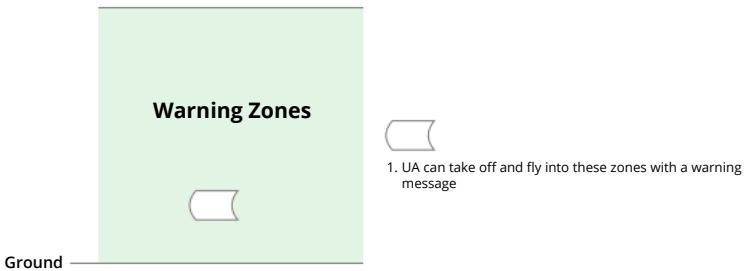 Warning Zones
1. UA can take off and fly into these zones with a warning
message
Ground